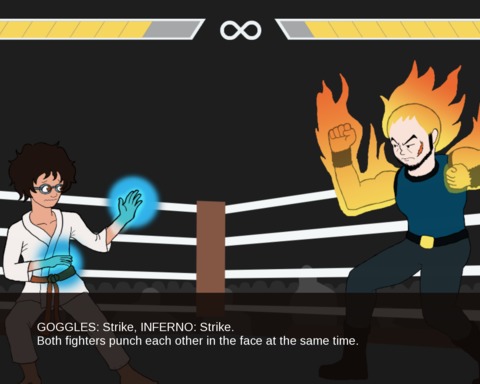 GOGGLES: Strike, INFERNO: Strike.
Both fighters punch each other in the face at the same time.